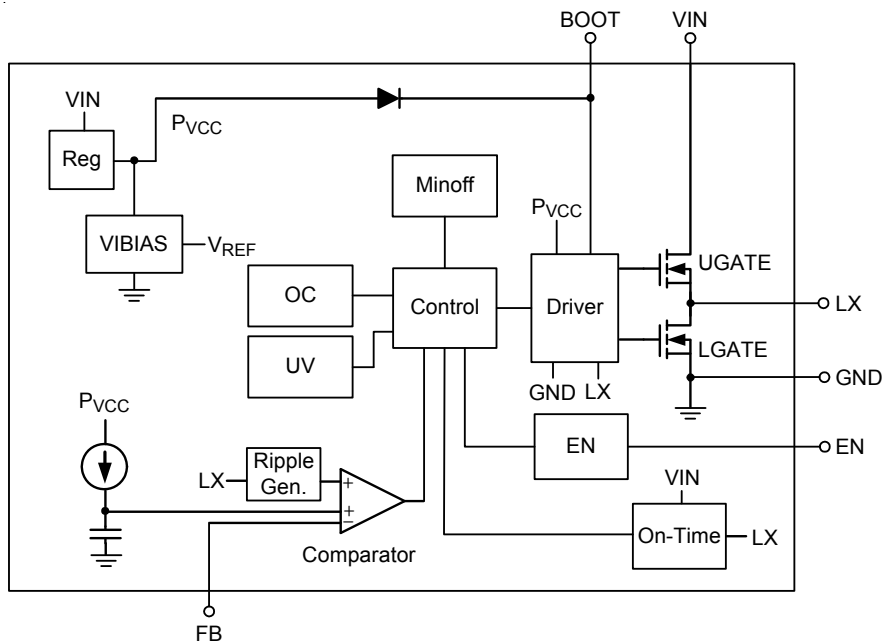 BOOT VIN
VIN
PVCC
Reg
Minoff
PVCC
VIBIAS VREF
UGATE
OC Control Driver
LX
UV
LGATE
GND LX
GND
PVCC
EN
EN
Ripple
Gen.
LX
+
+
−
VIN
On-Time LX
Comparator
FB